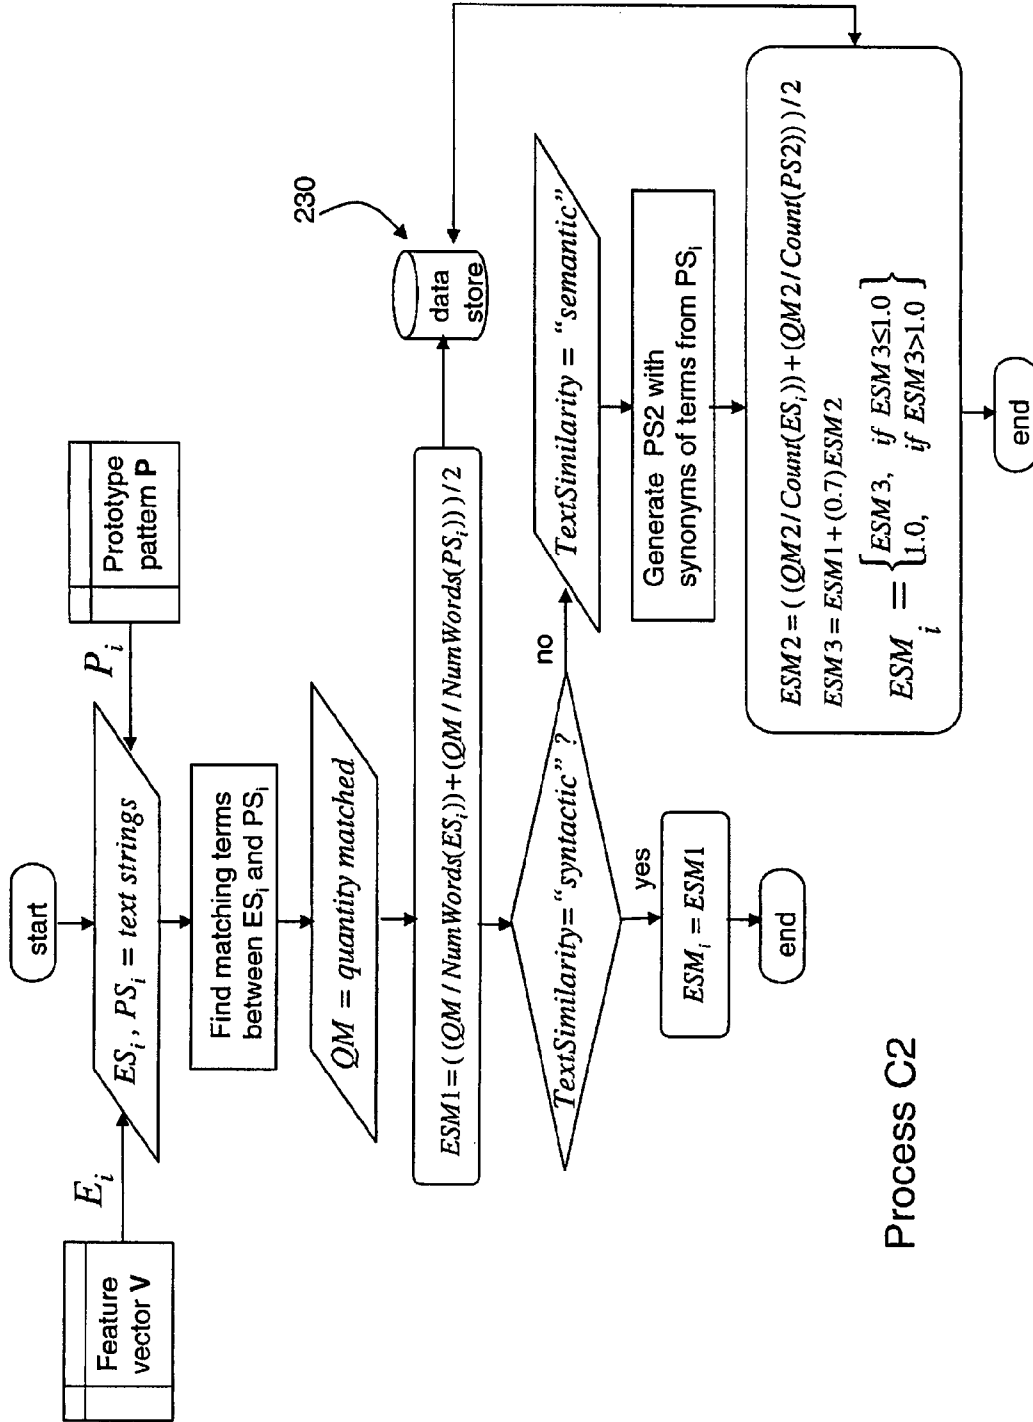 start
E_i
P_i
Feature
vector V
Prototype
pattern P
ES_i , PS_i = text strings
Find matching terms
between ES_i and PS_i
QM = quantity matched
230
data
store
ESM1=((QM / NumWords(ES_i))+(QM / NumWords(PS_i)))/2
TextSimilarity="syntactic" ?
no
TextSimilarity = "semantic"
yes
ESM_i = ESM1
end
Generate PS2 with
synonyms of terms from PS_i
ESM2=((QM2/Count(ES_i))+(QM2/Count(PS2)))/2
ESM3=ESM1+(0.7)ESM2
ESM_i = {ESM3, if ESM3≤1.0
1.0, if ESM3>1.0}
end
Process C2